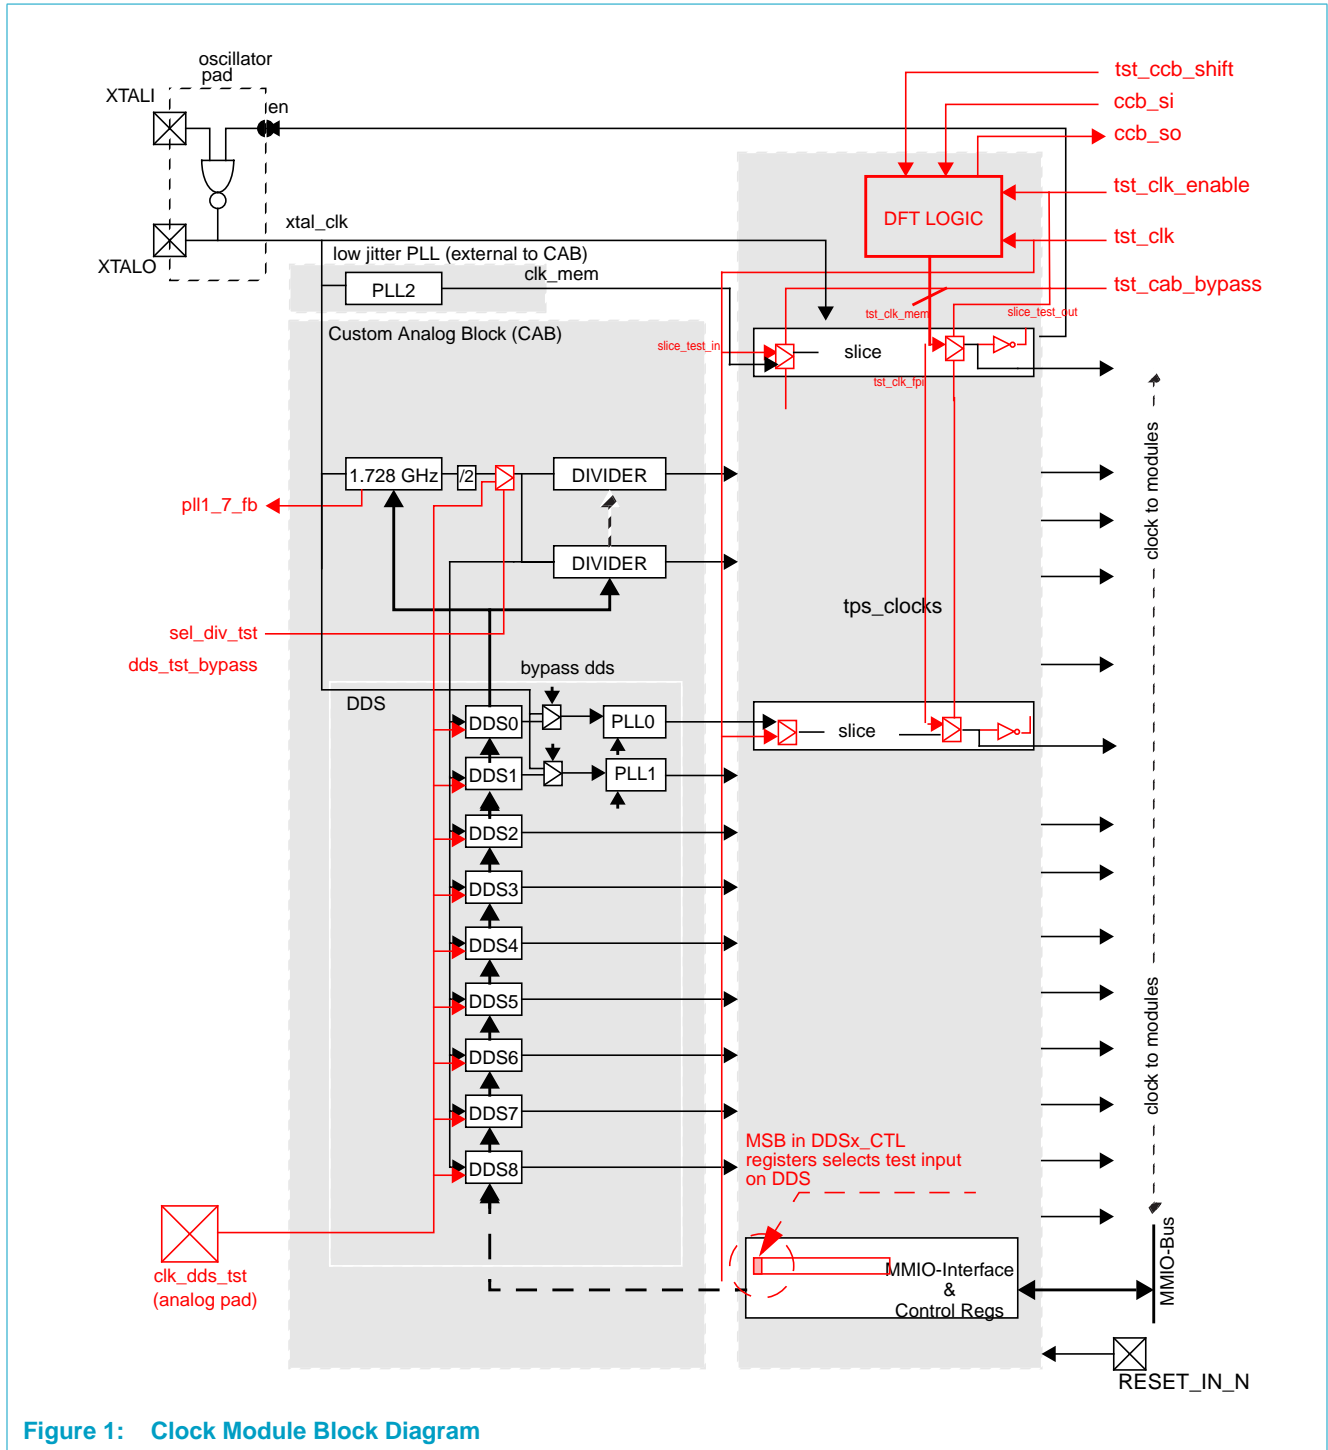 oscillator
pad
XTALI
en
XTALO
xtal_clk
low jitter PLL (external to CAB)
clk_mem
PLL2
Custom Analog Block (CAB)
tst_ccb_shift
ccb_si
ccb_so
tst_clk_enable
tst_clk
tst_cab_bypass
DFT LOGIC
tst_clk_mem
slice_test_out
slice_test_in
slice
tst_clk_fpi
1.728 GHz
/2
DIVIDER
pll1_7_fb
DIVIDER
clock to modules
tps_clocks
sel_div_tst
dds_tst_bypass
bypass dds
DDS
DDS0
PLL0
slice
DDS1
PLL1
DDS2
DDS3
DDS4
DDS5
DDS6
DDS7
DDS8
clock to modules
MSB in DDSx_CTL
registers selects test input
on DDS
clk_dds_tst
(analog pad)
MMIO-Interface
&
Control Regs
MMIO-Bus
RESET_IN_N
Figure 1: Clock Module Block Diagram